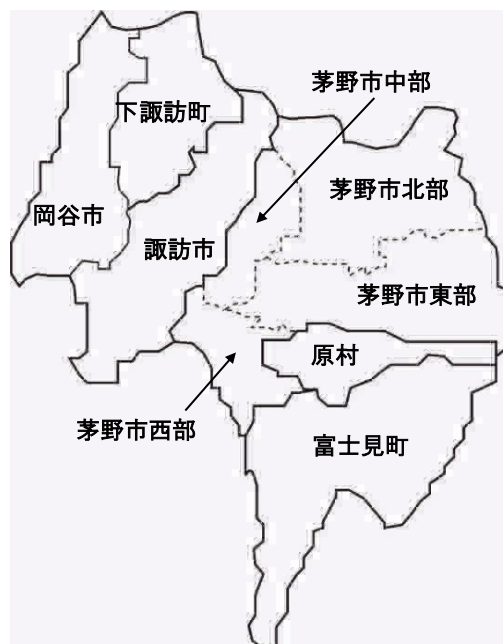 茅野市中部
下諏訪町
茅野市北部
岡谷市
諏訪市
茅野市東部
原村
茅野市西部
富士見町